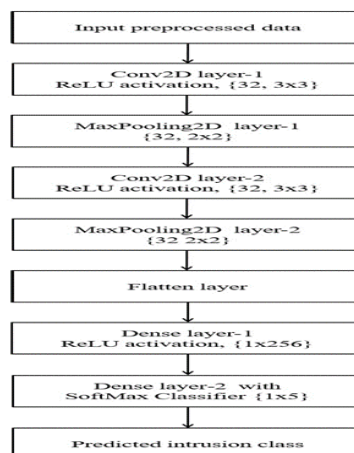 Input preprocessed data
Conv2D layer-1
ReLU activation, {32, 3x3}
MaxPooling2D layer-1
{32, 2x2}
Conv2D layer-2
ReLU activation, {32, 3x3}
MaxPooling2D layer-2
{32 2x2}
Flatten layer
Dense layer-1
ReLU activation, {1x256}
Dense layer-2 with
SoftMax Classifier {1x5}
Predicted intrusion class